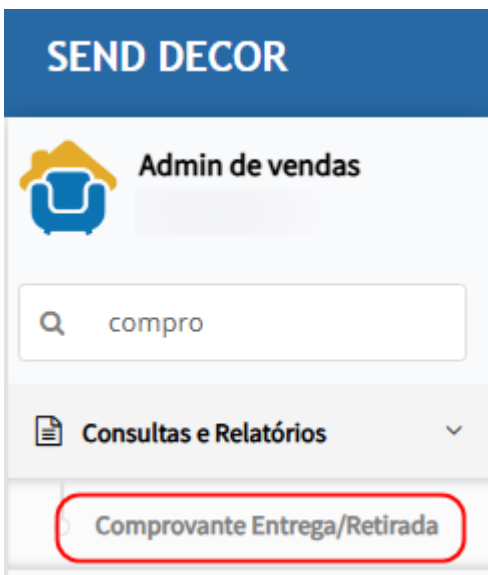 SEND DECOR
Admin de vendas
compro
Consultas e Relatórios
Comprovante Entrega/Retirada